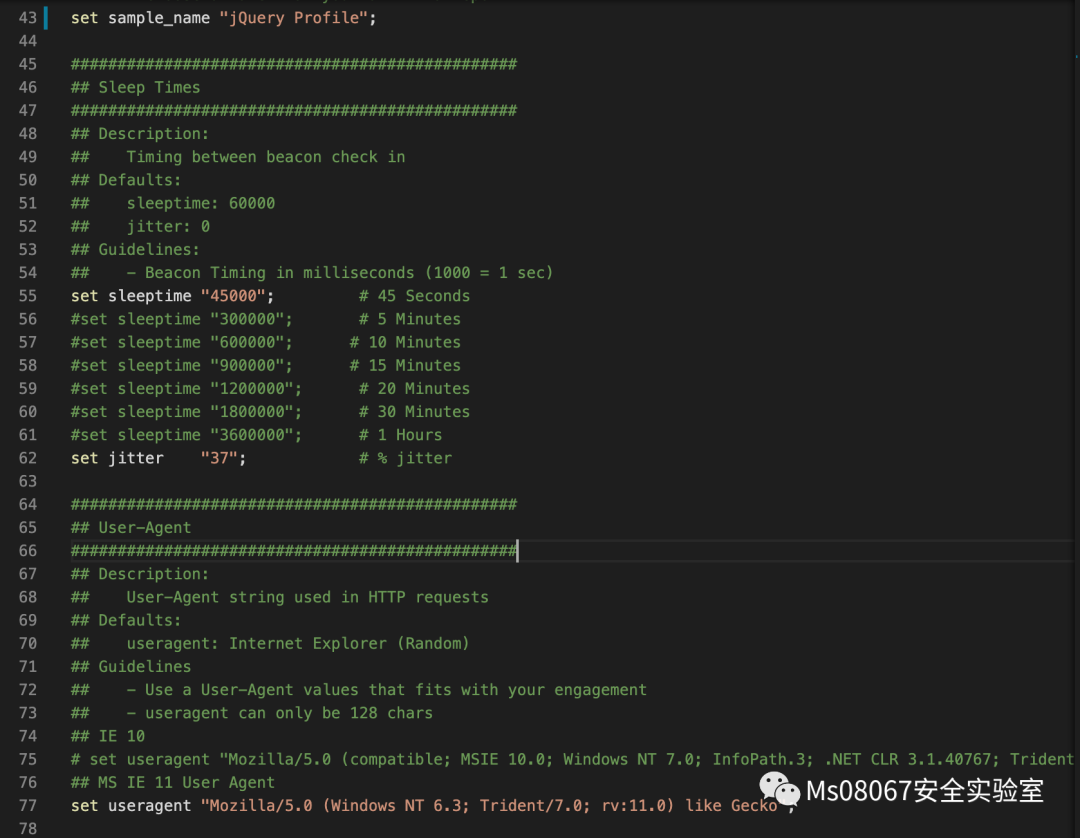 43 set sample_name "jQuery Profile";
44
45 ################################################
46 ## Sleep Times
47 ################################################
48 ## Description:
49 ##    Timing between beacon check in
50 ## Defaults:
51 ##    sleeptime: 60000
52 ##    jitter: 0
53 ## Guidelines:
54 ##    - Beacon Timing in milliseconds (1000 = 1 sec)
55 set sleeptime "45000";         # 45 Seconds
56 #set sleeptime "300000";       # 5 Minutes
57 #set sleeptime "600000";      # 10 Minutes
58 #set sleeptime "900000";      # 15 Minutes
59 #set sleeptime "1200000";      # 20 Minutes
60 #set sleeptime "1800000";      # 30 Minutes
61 #set sleeptime "3600000";      # 1 Hours
62 set jitter    "37";            # % jitter
63
64 ################################################
65 ## User-Agent
66 ################################################
67 ## Description:
68 ##    User-Agent string used in HTTP requests
69 ## Defaults:
70 ##    useragent: Internet Explorer (Random)
71 ## Guidelines
72 ##    - Use a User-Agent values that fits with your engagement
73 ##    - useragent can only be 128 chars
74 ## IE 10
75 # set useragent "Mozilla/5.0 (compatible; MSIE 10.0; Windows NT 7.0; InfoPath.3; .NET CLR 3.1.40767; Trident
76 ## MS IE 11 User Agent
77 set useragent "Mozilla/5.0 (Windows NT 6.3; Trident/7.0; rv:11.0) like Gecko";
Ms08067安全实验室
78